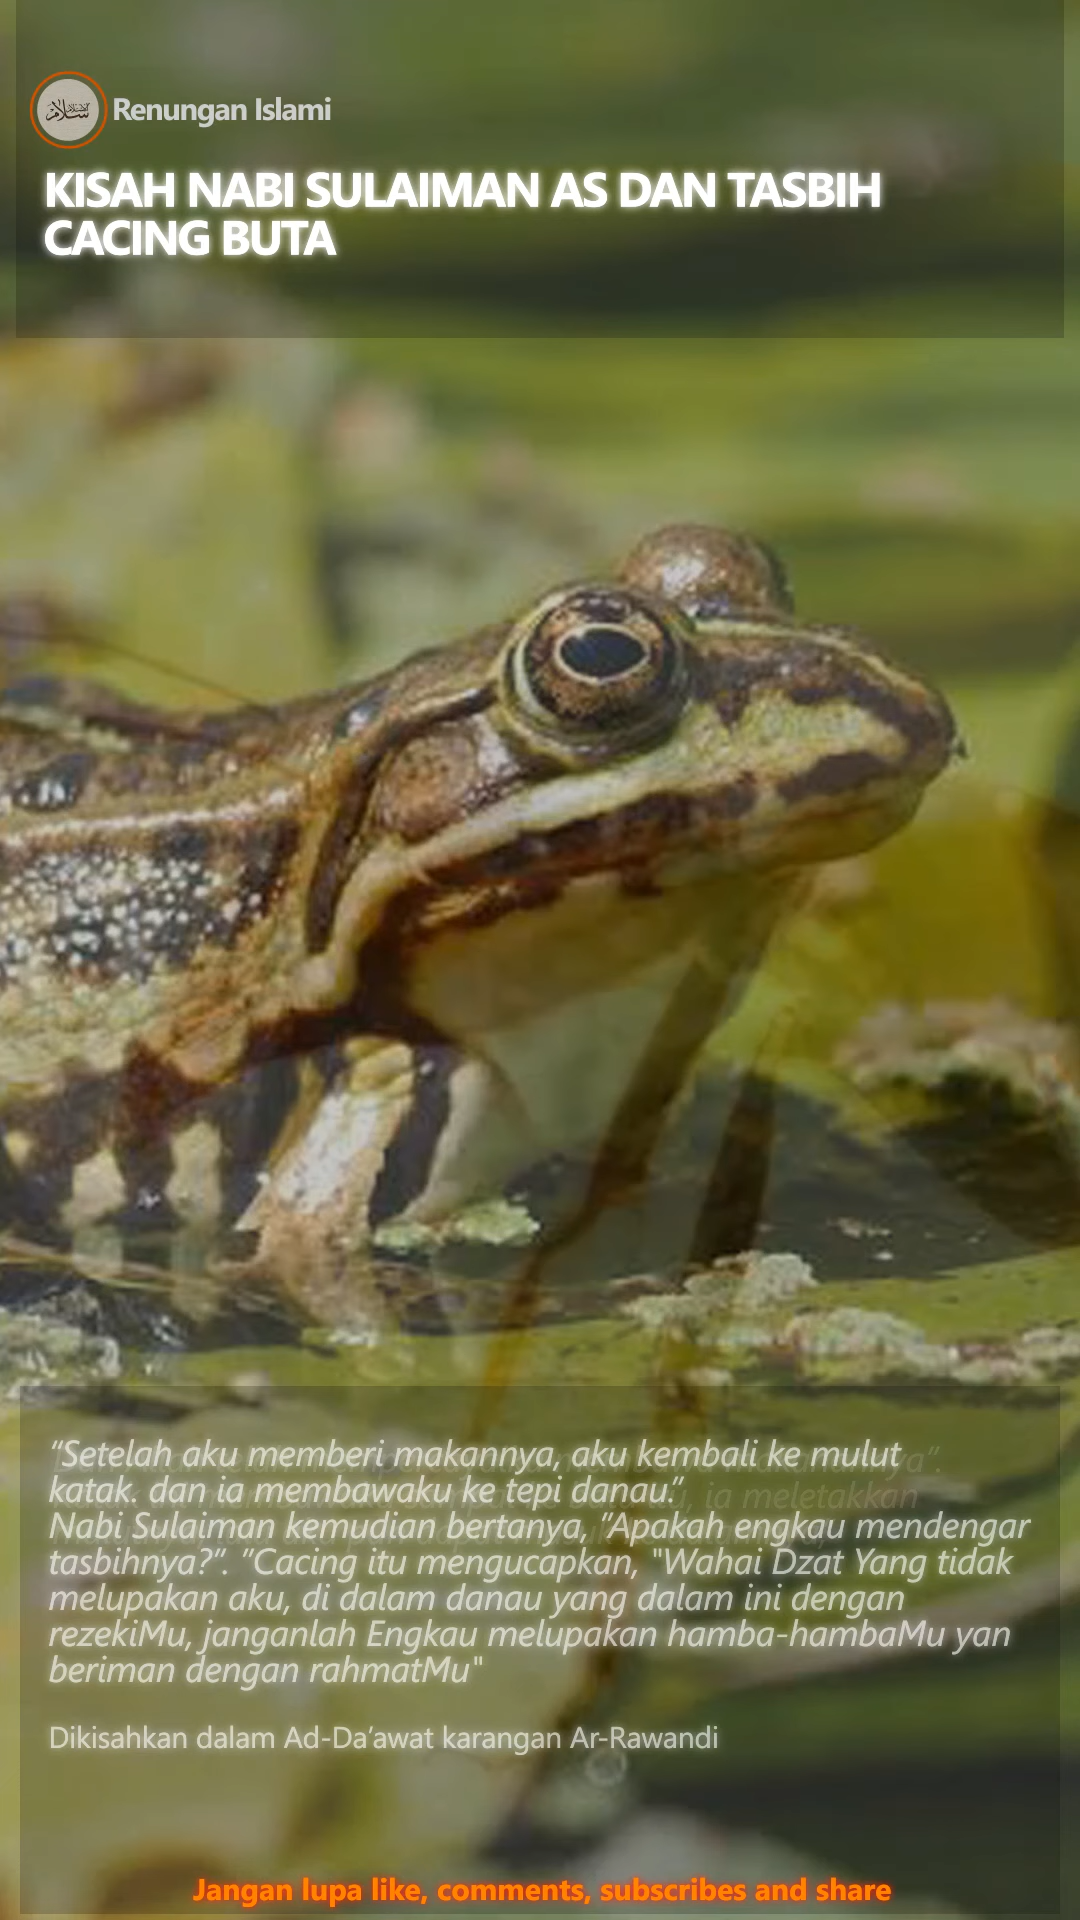 Renungan Islami
KISAH NABI SULAIMAN AS DAN TASBIH
CACING BUTA
“Setelah aku memberi makannya, aku kembali ke mulut
katak. dan ia membawaku ke tepi danau.”
Nabi Sulaiman kemudian bertanya, “Apakah engkau mendengar
tasbihnya?”. “Cacing itu mengucapkan, "Wahai Dzat Yang tidak
melupakan aku, di dalam danau yang dalam ini dengan
rezekiMu, janganlah Engkau melupakan hamba-hambaMu yan
beriman dengan rahmatMu"
Dikisahkan dalam Ad-Da’awat karangan Ar-Rawandi
Jangan lupa like, comments, subscribes and share